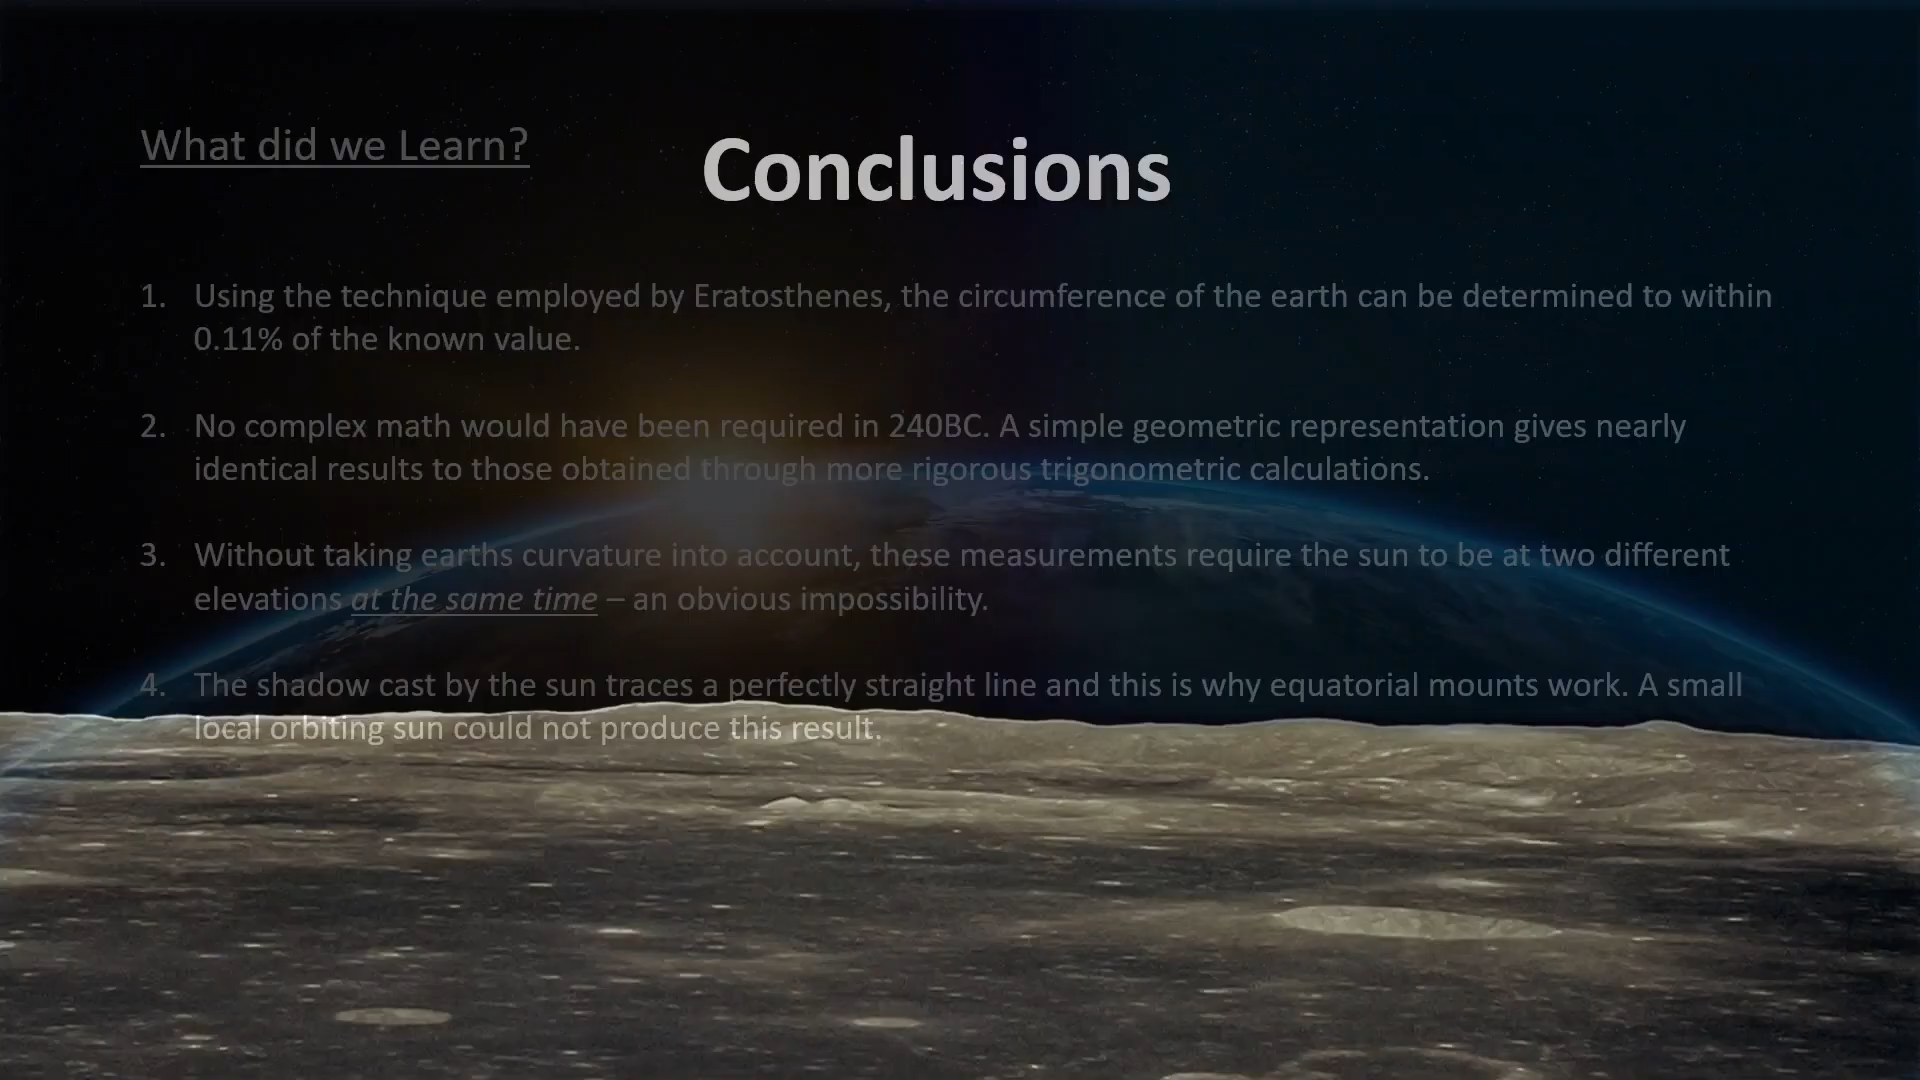 What did we Learn?
Conclusions
1. Using the technique employed by Eratosthenes, the circumference of the earth can be determined to within
0.11% of the known value.
2. No complex math would have been required in 240BC. A simple geometric representation gives nearly
identical results to those obtained through more rigorous trigonometric calculations.
3. Without taking earths curvature into account, these measurements require the sun to be at two different
elevations at the same time – an obvious impossibility.
4. The shadow cast by the sun traces a perfectly straight line and this is why equatorial mounts work. A small
local orbiting sun could not produce this result.